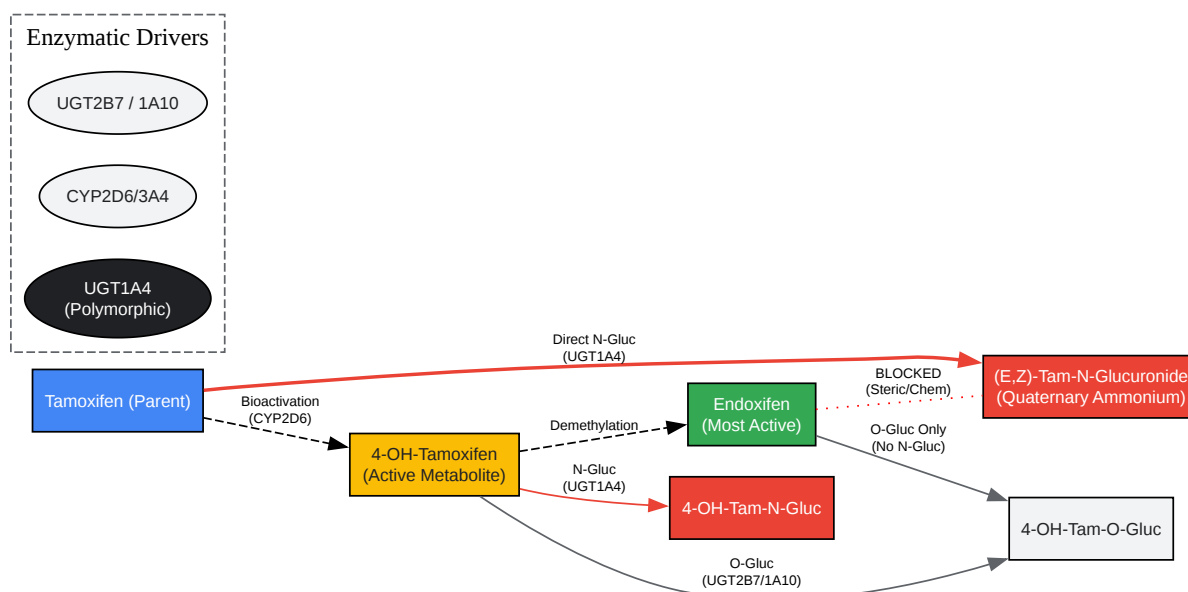 Enzymatic Drivers
UGT2B7 / 1A10
CYP2D6/3A4
UGT1A4
(Polymorphic)
Direct N-Gluc
(UGT1A4)
Tamoxifen (Parent)
Bioactivation
(CYP2D6)
4-OH-Tamoxifen
(Active Metabolite)
Demethylation
N-Gluc
(UGT1A4)
O-Gluc
(UGT2B7/1A10)
Endoxifen
(Most Active)
4-OH-Tam-N-Gluc
BLOCKED
(Steric/Chem)
O-Gluc Only
(No N-Gluc)
(E,Z)-Tam-N-Glucuronide
(Quaternary Ammonium)
4-OH-Tam-O-Gluc